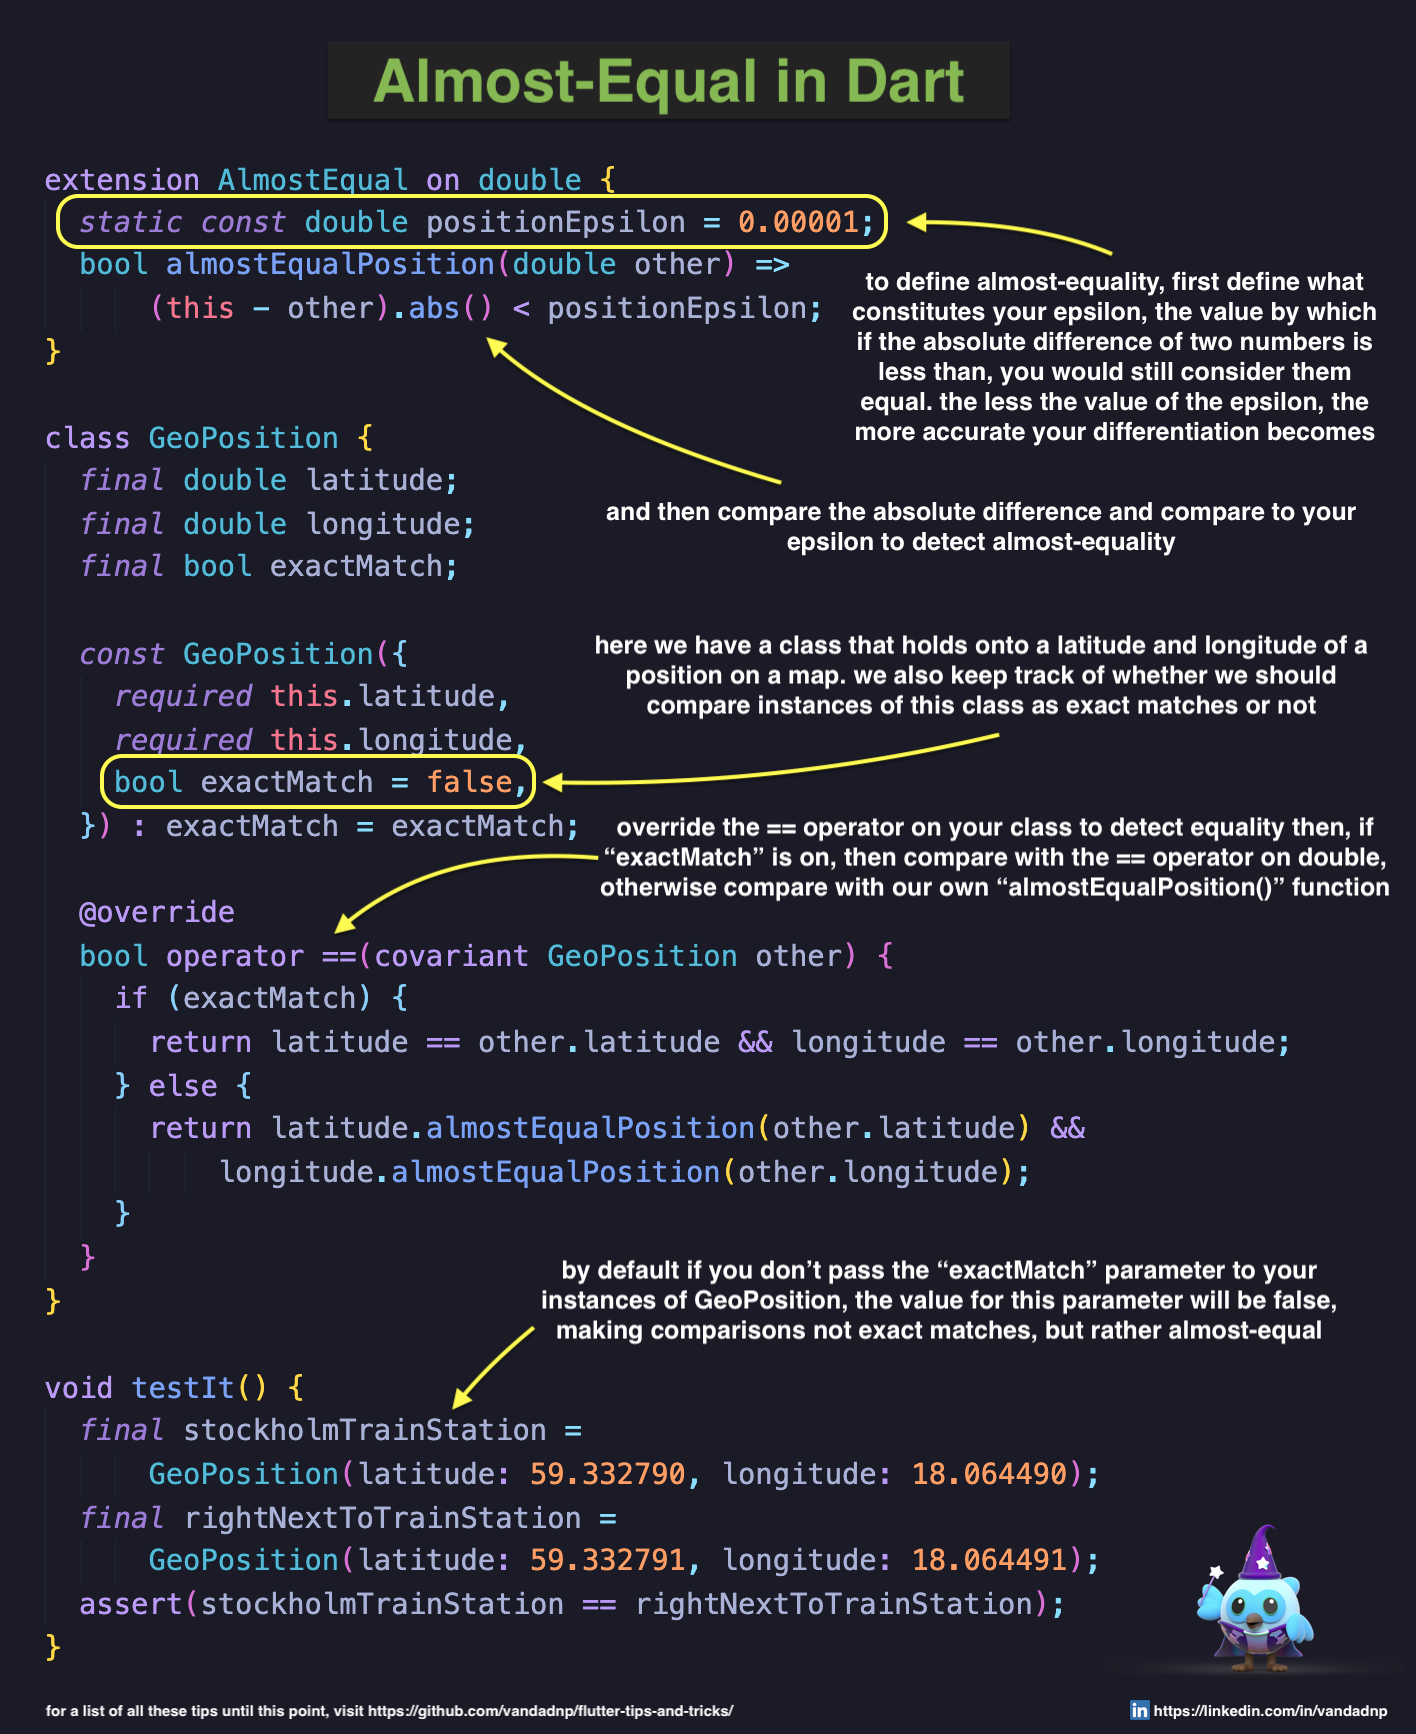 Almost-Equal in Dart
extension AlmostEqual on double {
static const double positionEpsilon = 0.00001;
bool almostEqualPosition(double other) =>
(this - other).abs() < positionEpsilon;
}
to define almost-equality, first define what
constitutes your epsilon, the value by which
if the absolute difference of two numbers is
less than, you would still consider them
equal. the less the value of the epsilon, the
more accurate your differentiation becomes
and then compare the absolute difference and compare to your
epsilon to detect almost-equality
class GeoPosition {
final double latitude;
final double longitude;
final bool exactMatch;
const GeoPosition({
required this.latitude,
required this.longitude,
bool exactMatch = false,
}) : exactMatch = exactMatch;
here we have a class that holds onto a latitude and longitude of a
position on a map. we also keep track of whether we should
compare instances of this class as exact matches or not
override the == operator on your class to detect equality then, if
“exactMatch” is on, then compare with the == operator on double,
otherwise compare with our own “almostEqualPosition()” function
@override
bool operator ==(covariant GeoPosition other) {
if (exactMatch) {
return latitude == other.latitude && longitude == other.longitude;
} else {
return latitude.almostEqualPosition(other.latitude) &&
longitude.almostEqualPosition(other.longitude);
}
}
}
by default if you don’t pass the “exactMatch” parameter to your
instances of GeoPosition, the value for this parameter will be false,
making comparisons not exact matches, but rather almost-equal
void testIt() {
final stockholmTrainStation =
GeoPosition(latitude: 59.332790, longitude: 18.064490);
final rightNextToTrainStation =
GeoPosition(latitude: 59.332791, longitude: 18.064491);
assert(stockholmTrainStation == rightNextToTrainStation);
}
for a list of all these tips until this point, visit https://github.com/vandadnp/flutter-tips-and-tricks/
in https://linkedin.com/in/vandadnp